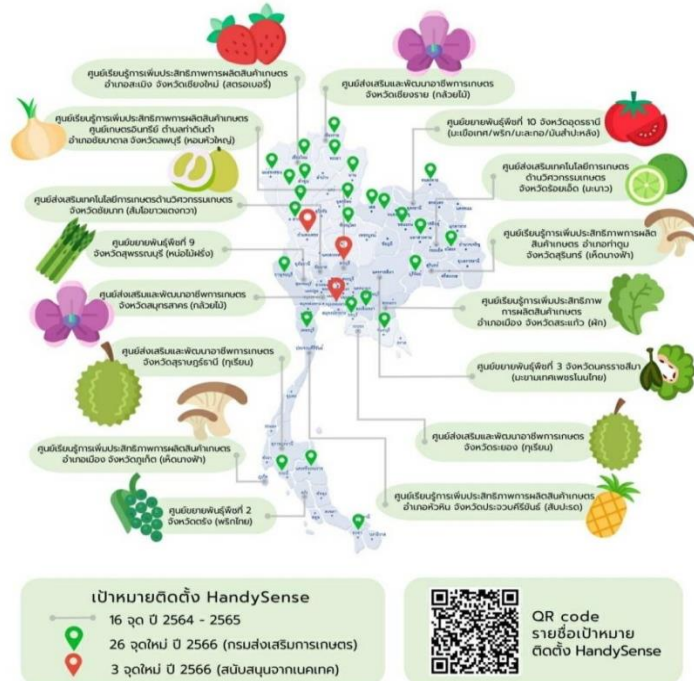 ศูนย์เรียนรู้การเพิ่มประสิทธิภาพการผลิตสินค้าเกษตร
อำเภอสะเมิง จังหวัดเชียงใหม่ (สตรอเบอรี่)
ศูนย์ส่งเสริมและพัฒนาอาชีพการเกษตร
จังหวัดเชียงราย (กล้วยไม้)
ศูนย์เรียนรู้การเพิ่มประสิทธิภาพการผลิตสินค้าเกษตร
ศูนย์เกษตรอินทรีย์ ตำบลท่าดินดำ
อำเภอชัยบาดาล จังหวัดลพบุรี (หอมหัวใหญ่)
ศูนย์ขยายพันธุ์พืชที่ 10 จังหวัดอุดรธานี
(มะเขือเทศ/พริก/มะละกอ/มันสำปะหลัง)
ศูนย์ส่งเสริมเทคโนโลยีการเกษตรด้านวิศวกรรมเกษตร
จังหวัดชัยนาท (ส้มโอขาวแตงกวา)
ศูนย์ส่งเสริมเทคโนโลยีการเกษตร
ด้านวิศวกรรมเกษตร
จังหวัดร้อยเอ็ด (มะนาว)
ศูนย์ขยายพันธุ์พืชที่ 9
จังหวัดสุพรรณบุรี (หน่อไม้ฝรั่ง)
ศูนย์เรียนรู้การเพิ่มประสิทธิภาพการผลิต
สินค้าเกษตร อำเภอท่าตูม
จังหวัดสุรินทร์ (เห็ดนางฟ้า)
ศูนย์ส่งเสริมและพัฒนาอาชีพการเกษตร
จังหวัดสมุทรสาคร (กล้วยไม้)
ศูนย์เรียนรู้การเพิ่มประสิทธิภาพ
การผลิตสินค้าเกษตร
อำเภอเมือง จังหวัดสระแก้ว (ผัก)
ศูนย์ส่งเสริมและพัฒนาอาชีพการเกษตร
จังหวัดสุราษฎร์ธานี (ทุเรียน)
ศูนย์ขยายพันธุ์พืชที่ 3 จังหวัดนครราชสีมา
(มะขามเทศเพชรโนนไทย)
ศูนย์เรียนรู้การเพิ่มประสิทธิภาพการผลิตสินค้าเกษตร
อำเภอเมือง จังหวัดภูเก็ต (เห็ดนางฟ้า)
ศูนย์ส่งเสริมและพัฒนาอาชีพการเกษตร
จังหวัดระยอง (ทุเรียน)
ศูนย์ขยายพันธุ์พืชที่ 2
จังหวัดตรัง (พริกไทย)
ศูนย์เรียนรู้การเพิ่มประสิทธิภาพการผลิตสินค้าเกษตร
อำเภอหัวหิน จังหวัดประจวบคีรีขันธ์ (สับปะรด)
เป้าหมายติดตั้ง HandySense
16 จุด ปี 2564 - 2565
26 จุดใหม่ ปี 2566 (กรมส่งเสริมการเกษตร)
3 จุดใหม่ ปี 2566 (สนับสนุนจากเนคเทค)
QR code
รายชื่อเป้าหมาย
ติดตั้ง HandySense